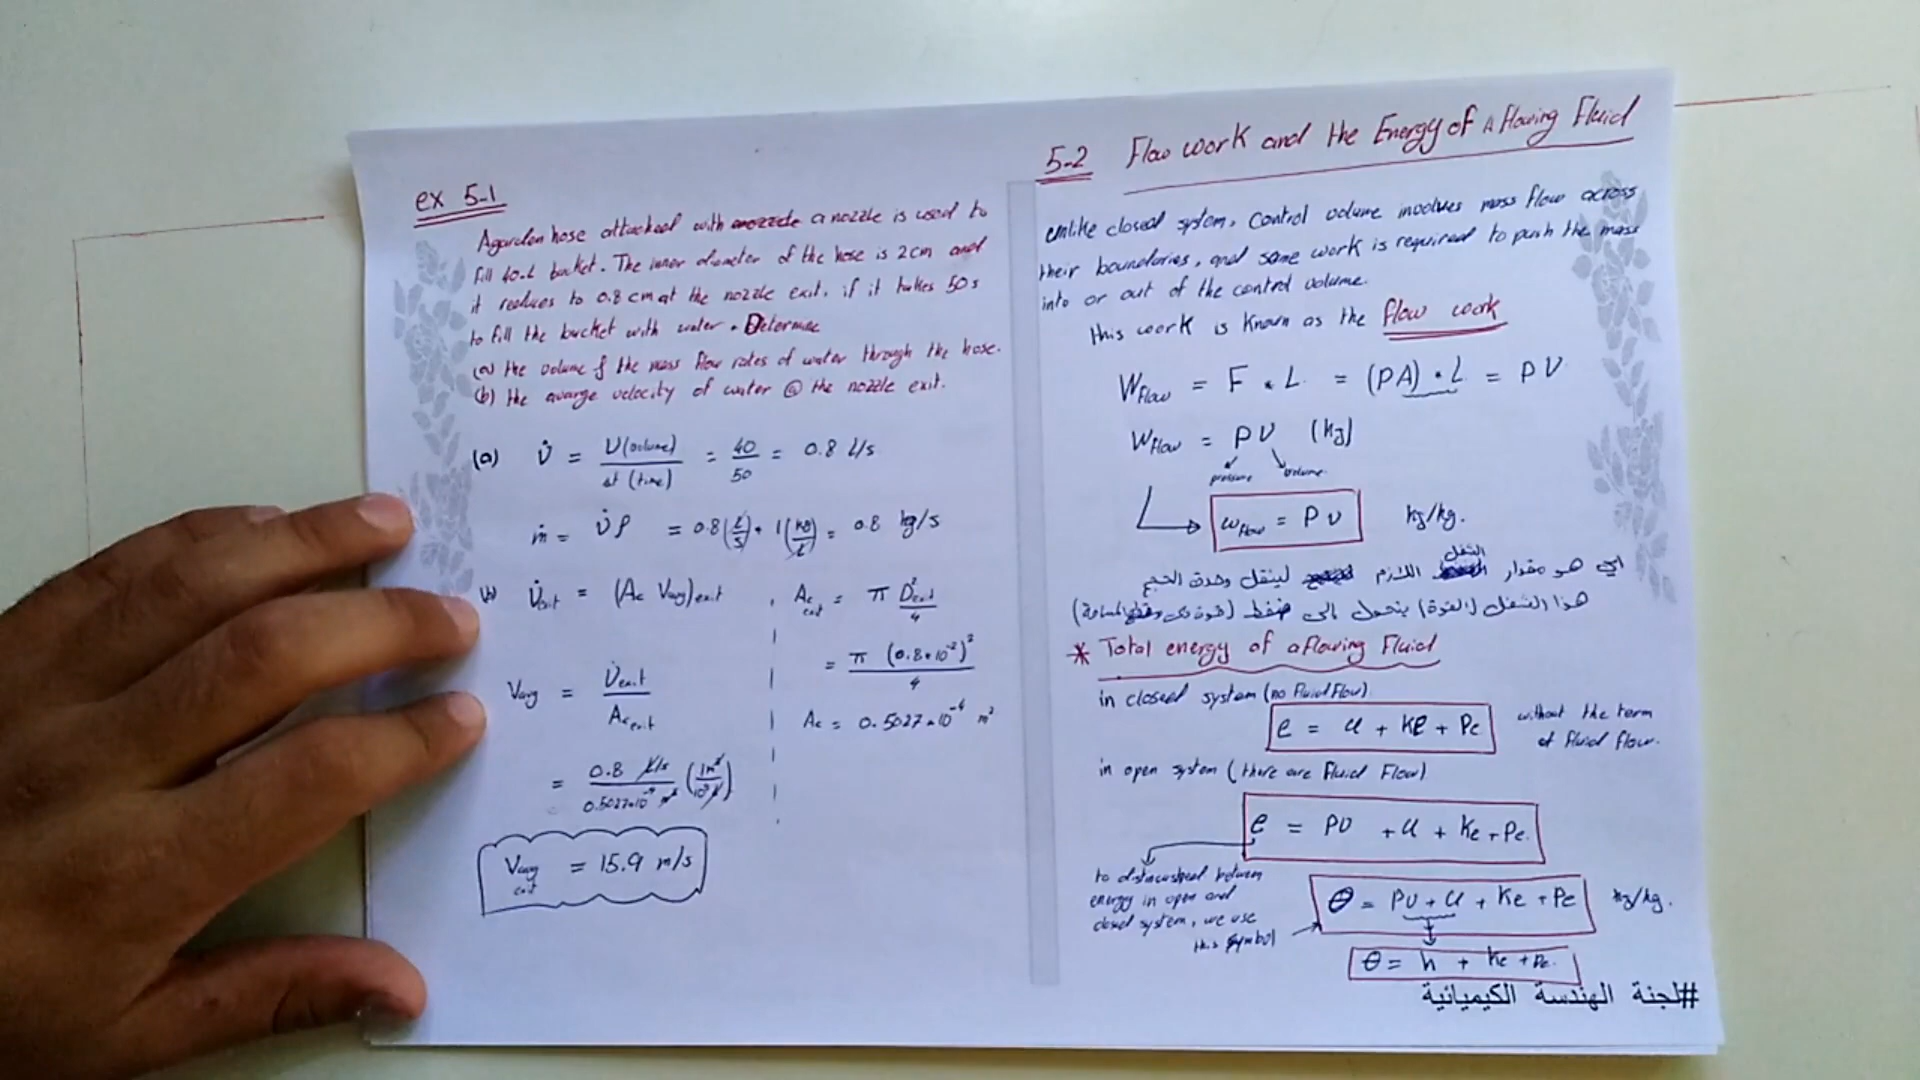 ex 5-1
A garden hose attached with a nozzle is used to
fill 40-L bucket. The inner diameter of the hose is 2cm and
it reduces to 0.8 cm at the nozzle exit. if it takes 50s
to fill the bucket with water. Determine
(a) the volume & the mass flow rates of water through the hose.
(b) the avarge velocity of water @ the nozzle exit.
(a) V̇ = V(volume) / Δt (time) = 40/50 = 0.8 L/s
ṁ = V̇ρ = 0.8 (L/s) * 1 (kg/L) = 0.8 kg/s
(b) V̇exit = (Ac Vavg)exit , Ac exit = π D²exit / 4
= π (0.8*10⁻²)² / 4
Vavg = V̇exit / Ac exit
Ac = 0.5027*10⁻⁴ m²
= 0.8 L/s / 0.5027*10⁻⁴ m² (1m³ / 10³ L)
Vavg exit = 15.9 m/s
5-2 Flow work and the Energy of A flowing Fluid
unlike closed system, Control volume involves mass flow across
their boundaries, and some work is required to push the mass
into or out of the control volume.
this work is known as the flow work
Wflow = F * L = (PA) * L = PV
Wflow = PV (kJ)
pressure volume
wflow = Pv kJ/kg.
اي هو مقدار الشغل اللازم لينقل وحدة الحجم
هذا الشغل (القوة) يتحول إلى ضغط
* Total energy of a flowing Fluid
in closed system (no Fluid Flow)
e = u + ke + Pe without the term
of fluid flow.
in open system (there are Fluid Flow)
e = Pv + u + ke + Pe.
to distincushed between
energy in open and
closed system, we use
this symbol
θ = Pv + u + ke + Pe kJ/kg.
θ = h + ke + Pe.
#لجنة الهندسة الكيميائية